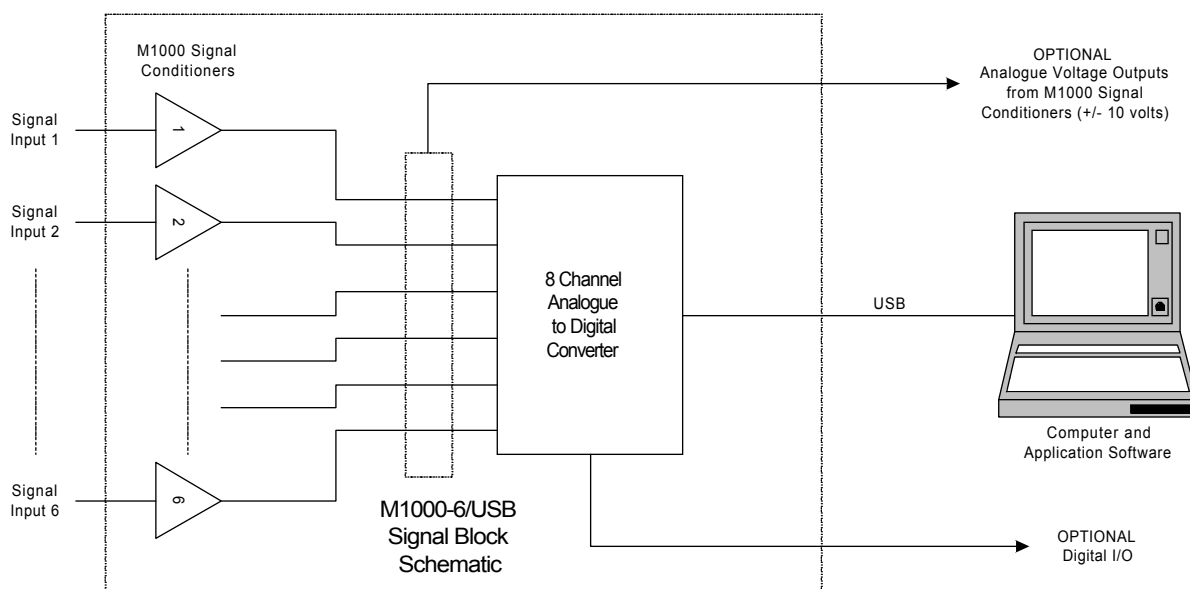 M1000 Signal
Conditioners
Signal
Input 1
1
Signal
Input 2
2
Signal
Input 6
6
8 Channel
Analogue
to Digital
Converter
M1000-6/USB
Signal Block
Schematic
OPTIONAL
Analogue Voltage Outputs
from M1000 Signal
Conditioners (+/- 10 volts)
USB
Computer and
Application Software
OPTIONAL
Digital I/O